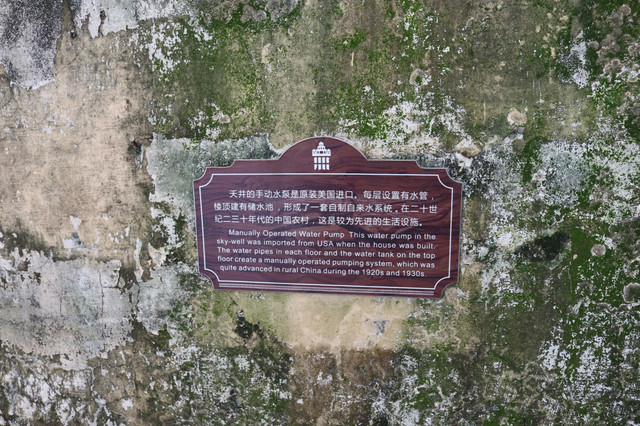 天井的手动水泵是原装美国进口。每层设置有水管，
楼顶建有储水池，形成了一套自制自来水系统。在二十世
纪二三十年代的中国农村，这是较为先进的生活设施。
Manually Operated Water Pump This water pump in the
sky-well was imported from USA when the house was built.
The water pipes in each floor and the water tank on the top
floor create a manually operated pumping system, which was
quite advanced in rural China during the 1920s and 1930s.